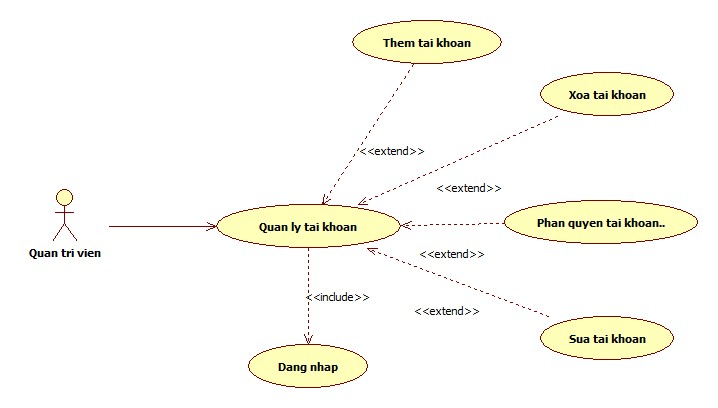 Them tai khoan
Xoa tai khoan
<<extend>>
<<extend>>
Quan tri vien
Quan ly tai khoan
Phan quyen tai khoan..
<<extend>>
<<include>>
<<extend>>
Sua tai khoan
Dang nhap